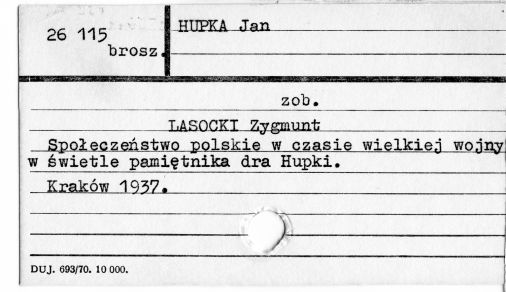 26 115
brosz.
HUPKA Jan
zob.
LASOCKI Zygmunt
Społeczeństwo polskie w czasie wielkiej wojny
w świetle pamiętnika dra Hupki.
Kraków 1937.
DUJ. 693/70. 10 000.